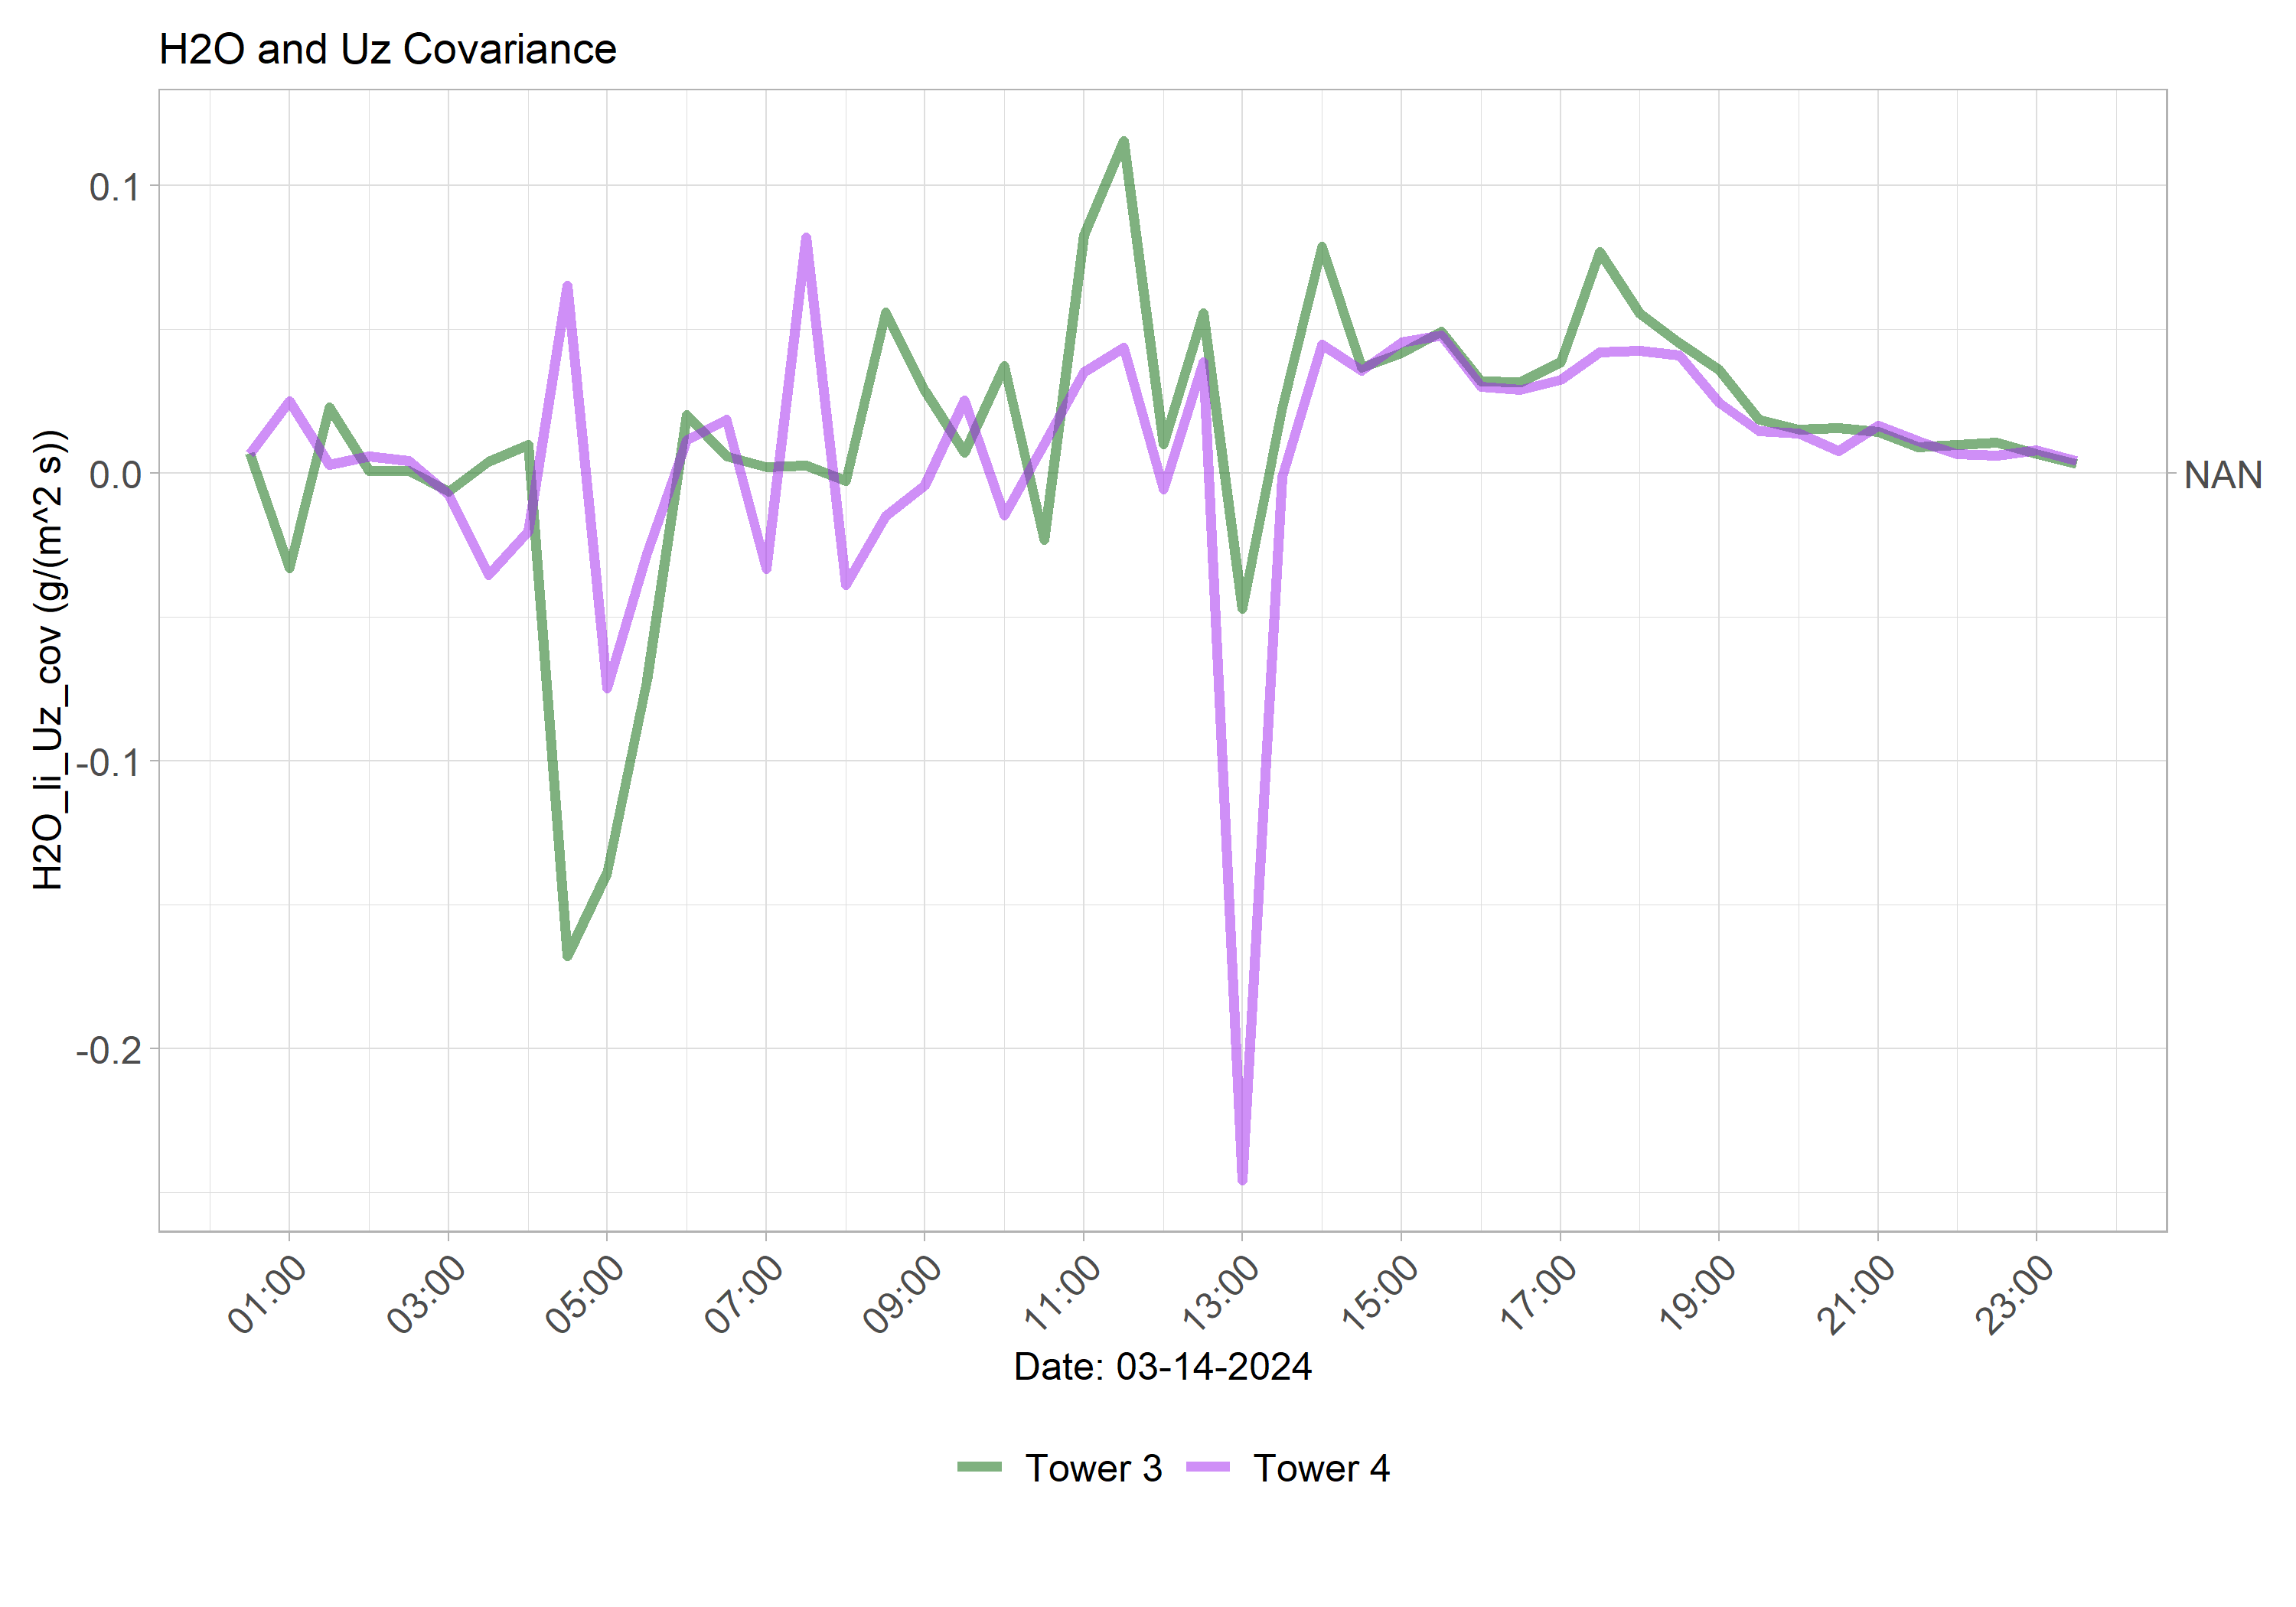 H2O and Uz Covariance
H2O_li_Uz_cov (g/(m^2 s))
0.1
0.0
-0.1
-0.2
NAN
01:00
03:00
05:00
07:00
09:00
11:00
13:00
15:00
17:00
19:00
21:00
23:00
Date: 03-14-2024
Tower 3
Tower 4